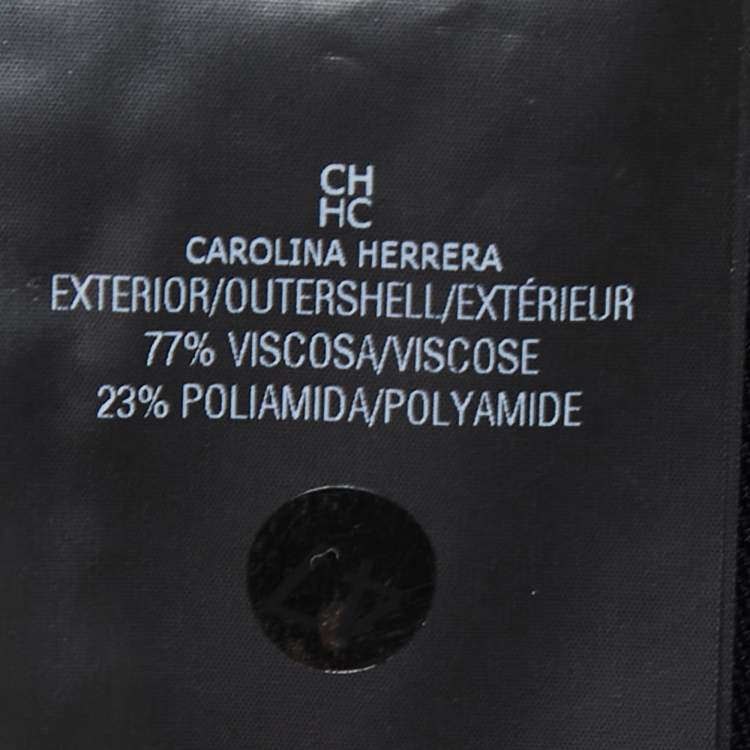 CH
HC
CAROLINA HERRERA
EXTERIOR/OUTERSHELL/EXTÉRIEUR
77% VISCOSA/VISCOSE
23% POLIAMIDA/POLYAMIDE